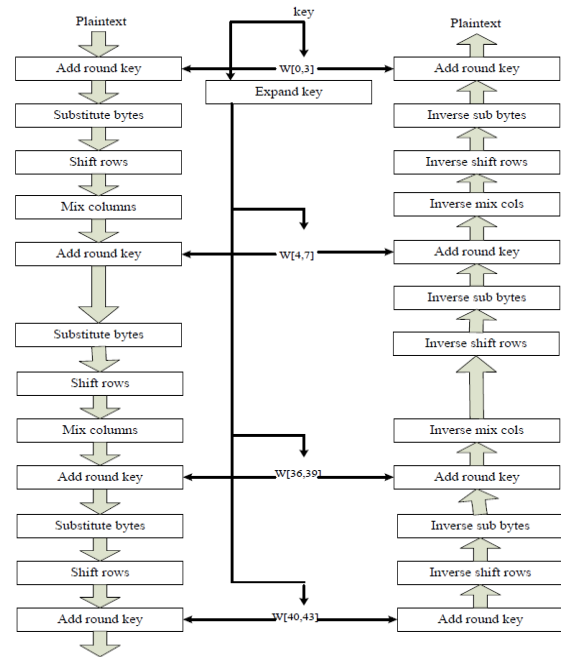 Plaintext
Add round key
Substitute bytes
Shift rows
Mix columns
Add round key
Substitute bytes
Shift rows
Mix columns
Add round key
Substitute bytes
Shift rows
Add round key
key
W[0,3]
Expand key
W[4,7]
W[36,39]
W[40,43]
Plaintext
Add round key
Inverse sub bytes
Inverse shift rows
Inverse mix cols
Add round key
Inverse sub bytes
Inverse shift rows
Inverse mix cols
Add round key
Inverse sub bytes
Inverse shift rows
Add round key